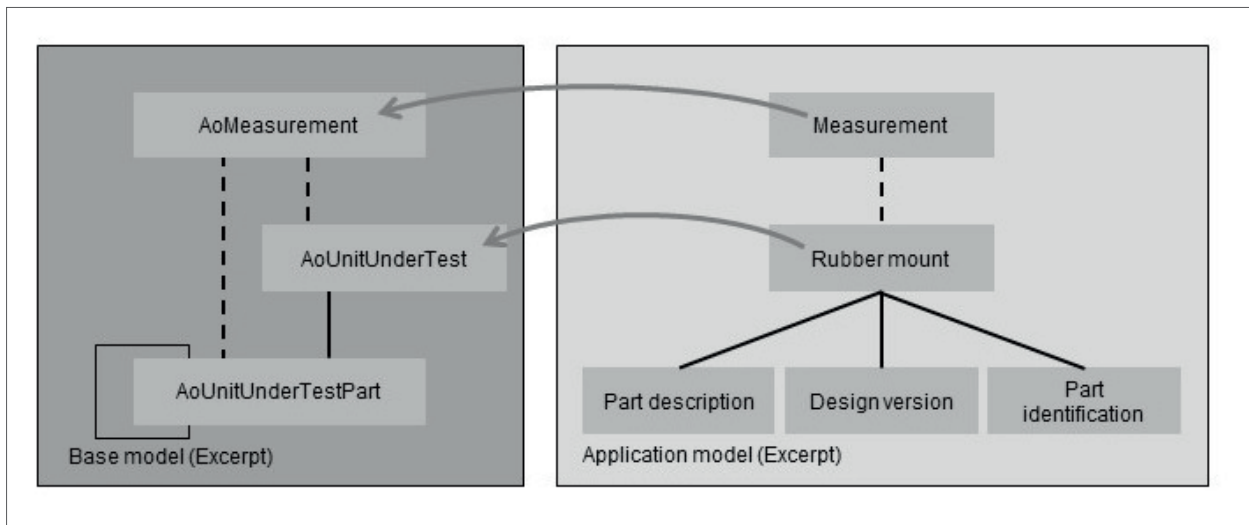 AoMeasurement
AoUnitUnderTest
AoUnitUnderTestPart
Base model (Excerpt)
Measurement
Rubber mount
Part description
Design version
Part
identification
Application model (Excerpt)